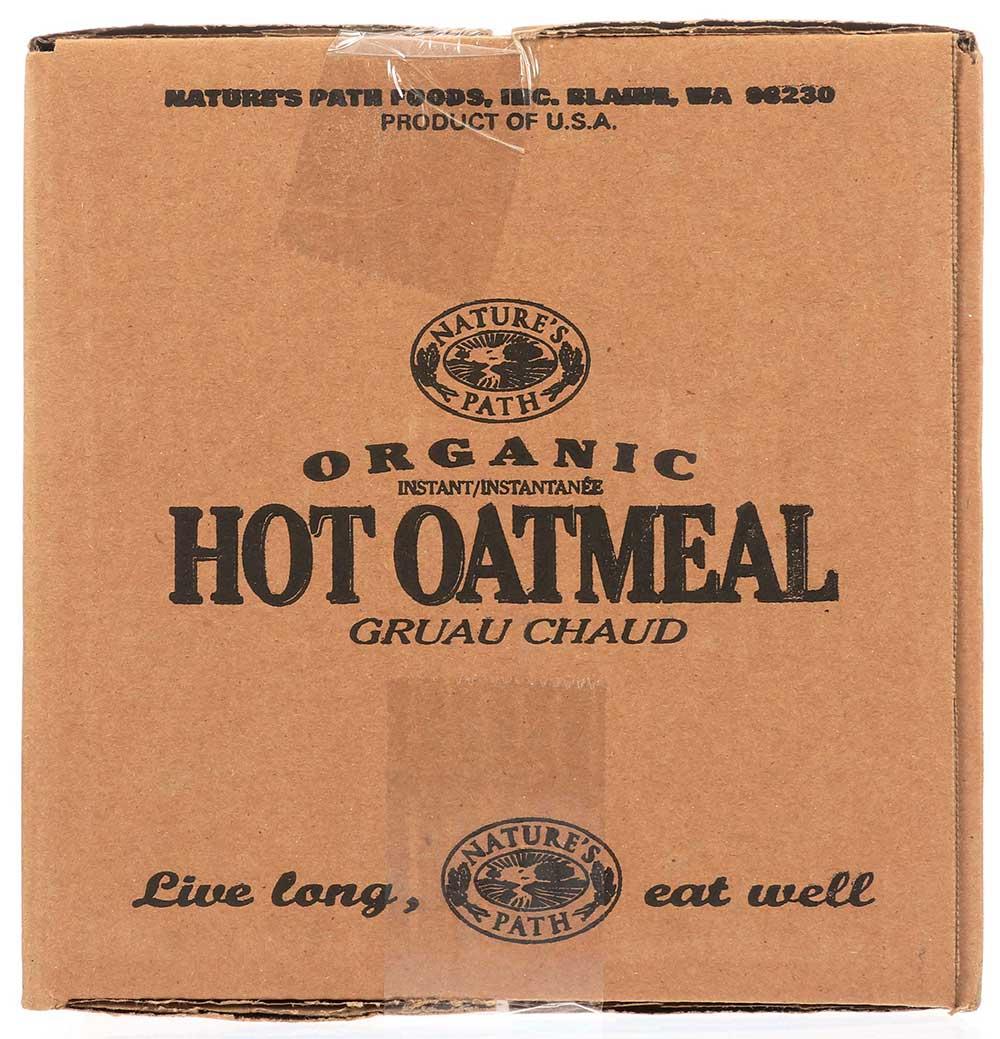 NATURE'S PATH FOODS, INC. BLAINE, WA 98230
PRODUCT OF U.S.A.
NATURE'S
PATH
ORGANIC
INSTANT/INSTANTANÉE
HOT OATMEAL
GRUAU CHAUD
Live long, NATURE'S PATH eat well